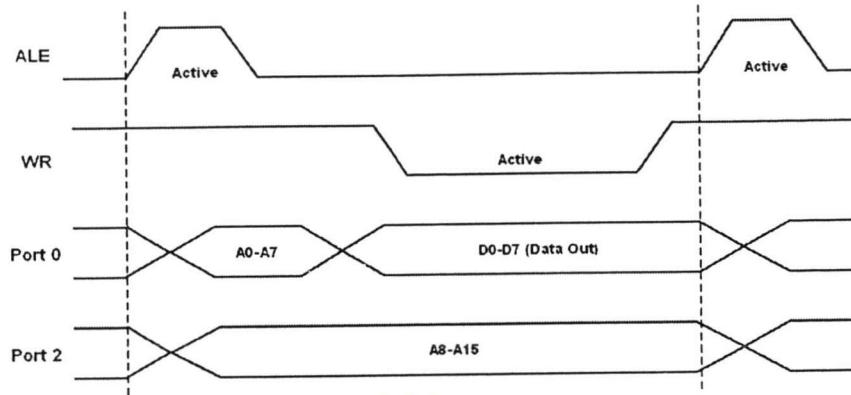 ALE
Active
Active
WR
Active
Port 0
A0-A7
D0-D7 (Data Out)
Port 2
A8-A15